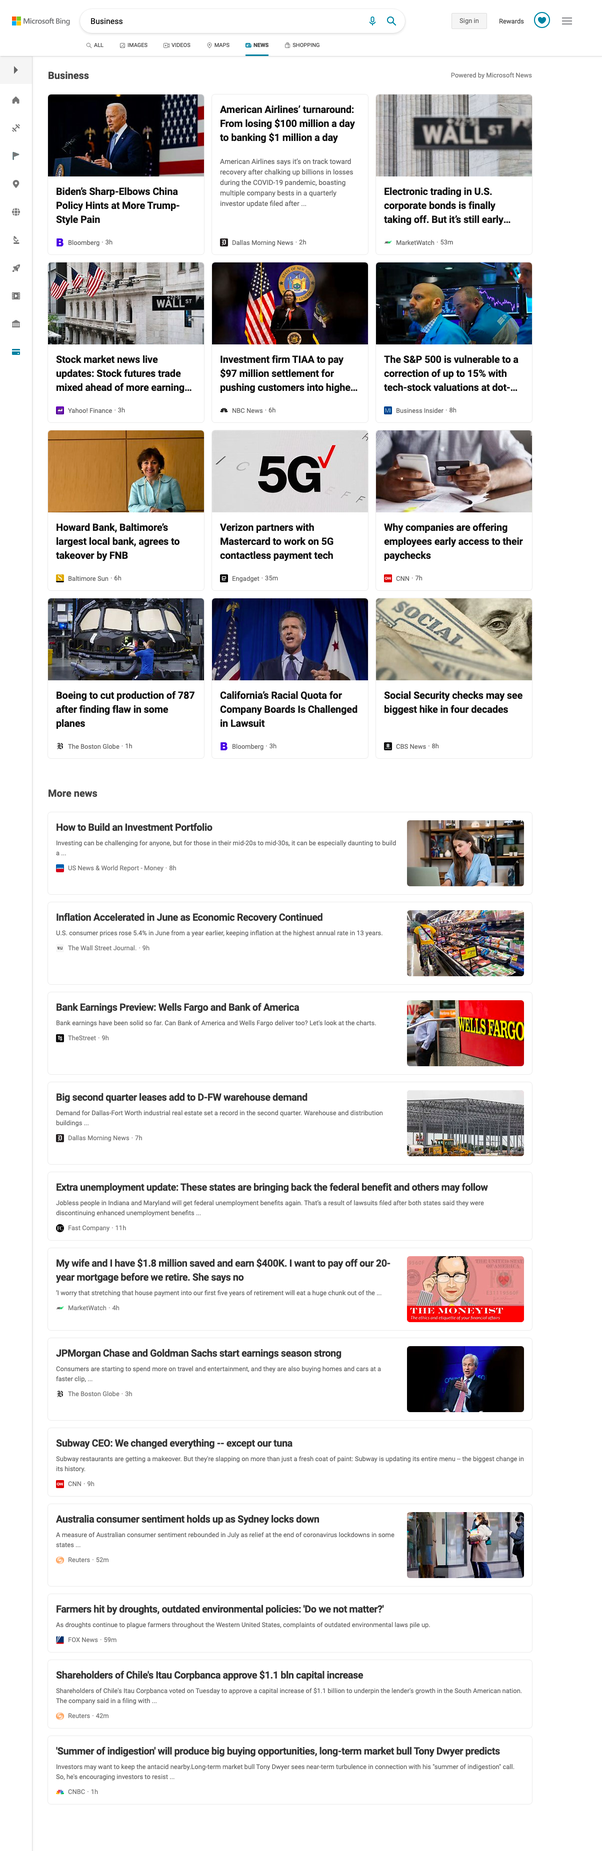 Microsoft Bing
Business
Sign in
Rewards
ALL
IMAGES
VIDEOS
MAPS
NEWS
SHOPPING
Business
Powered by Microsoft News
Biden's Sharp-Elbows China
Policy Hints at More Trump-
Style Pain
Bloomberg · 3h
American Airlines' turnaround:
From losing $100 million a day
to banking $1 million a day
American Airlines says it's on track toward
recovery after chalking up billions in losses
during the COVID-19 pandemic, boasting
multiple company bests in a quarterly
investor update filed after ...
Dallas Morning News · 2h
WALL ST
Electronic trading in U.S.
corporate bonds is finally
taking off. But it's still early...
MarketWatch · 53m
WALL ST
Stock market news live
updates: Stock futures trade
mixed ahead of more earning...
Yahoo! Finance · 3h
Investment firm TIAA to pay
$97 million settlement for
pushing customers into highe...
NBC News · 6h
The S&P 500 is vulnerable to a
correction of up to 15% with
tech-stock valuations at dot-...
Business Insider · 8h
Howard Bank, Baltimore's
largest local bank, agrees to
takeover by FNB
Baltimore Sun · 6h
5G
Verizon partners with
Mastercard to work on 5G
contactless payment tech
Engadget · 35m
Why companies are offering
employees early access to their
paychecks
CNN · 7h
Boeing to cut production of 787
after finding flaw in some
planes
The Boston Globe · 1h
California's Racial Quota for
Company Boards Is Challenged
in Lawsuit
Bloomberg · 3h
SOCIAL
Social Security checks may see
biggest hike in four decades
CBS News · 8h
More news
How to Build an Investment Portfolio
Investing can be challenging for anyone, but for those in their mid-20s to mid-30s, it can be especially daunting to build
a ...
US News & World Report - Money · 8h
Inflation Accelerated in June as Economic Recovery Continued
U.S. consumer prices rose 5.4% in June from a year earlier, keeping inflation at the highest annual rate in 13 years.
The Wall Street Journal. · 9h
Bank Earnings Preview: Wells Fargo and Bank of America
Bank earnings have been solid so far. Can Bank of America and Wells Fargo deliver too? Let's look at the charts.
TheStreet · 9h
WELLS FARGO
Big second quarter leases add to D-FW warehouse demand
Demand for Dallas-Fort Worth industrial real estate set a record in the second quarter. Warehouse and distribution
buildings ...
Dallas Morning News · 7h
Extra unemployment update: These states are bringing back the federal benefit and others may follow
Jobless people in Indiana and Maryland will get federal unemployment benefits again. That's a result of lawsuits filed after both states said they were
discontinuing enhanced unemployment benefits ...
Fast Company · 11h
My wife and I have $1.8 million saved and earn $400K. I want to pay off our 20-
year mortgage before we retire. She says no
'I worry that stretching that house payment into our first five years of retirement will eat a huge chunk out of the ...
MarketWatch · 4h
THE MONEYIST
The ethics and etiquette of your financial affairs
JPMorgan Chase and Goldman Sachs start earnings season strong
Consumers are starting to spend more on travel and entertainment, and they are also buying homes and cars at a
faster clip, ...
The Boston Globe · 3h
Subway CEO: We changed everything -- except our tuna
Subway restaurants are getting a makeover. But they're slapping on more than just a fresh coat of paint: Subway is updating its entire menu – the biggest change in
its history.
CNN · 9h
Australia consumer sentiment holds up as Sydney locks down
A measure of Australian consumer sentiment rebounded in July as relief at the end of coronavirus lockdowns in some
states ...
Reuters · 52m
Farmers hit by droughts, outdated environmental policies: 'Do we not matter?'
As droughts continue to plague farmers throughout the Western United States, complaints of outdated environmental laws pile up.
FOX News · 59m
Shareholders of Chile's Itau Corpbanca approve $1.1 bln capital increase
Shareholders of Chile's Itau Corpbanca voted on Tuesday to approve a capital increase of $1.1 billion to underpin the lender's growth in the South American nation.
The company said in a filing with ...
Reuters · 42m
'Summer of indigestion' will produce big buying opportunities, long-term market bull Tony Dwyer predicts
Investors may want to keep the antacid nearby.Long-term market bull Tony Dwyer sees near-term turbulence in connection with his "summer of indigestion" call.
So, he's encouraging investors to resist ...
CNBC · 1h